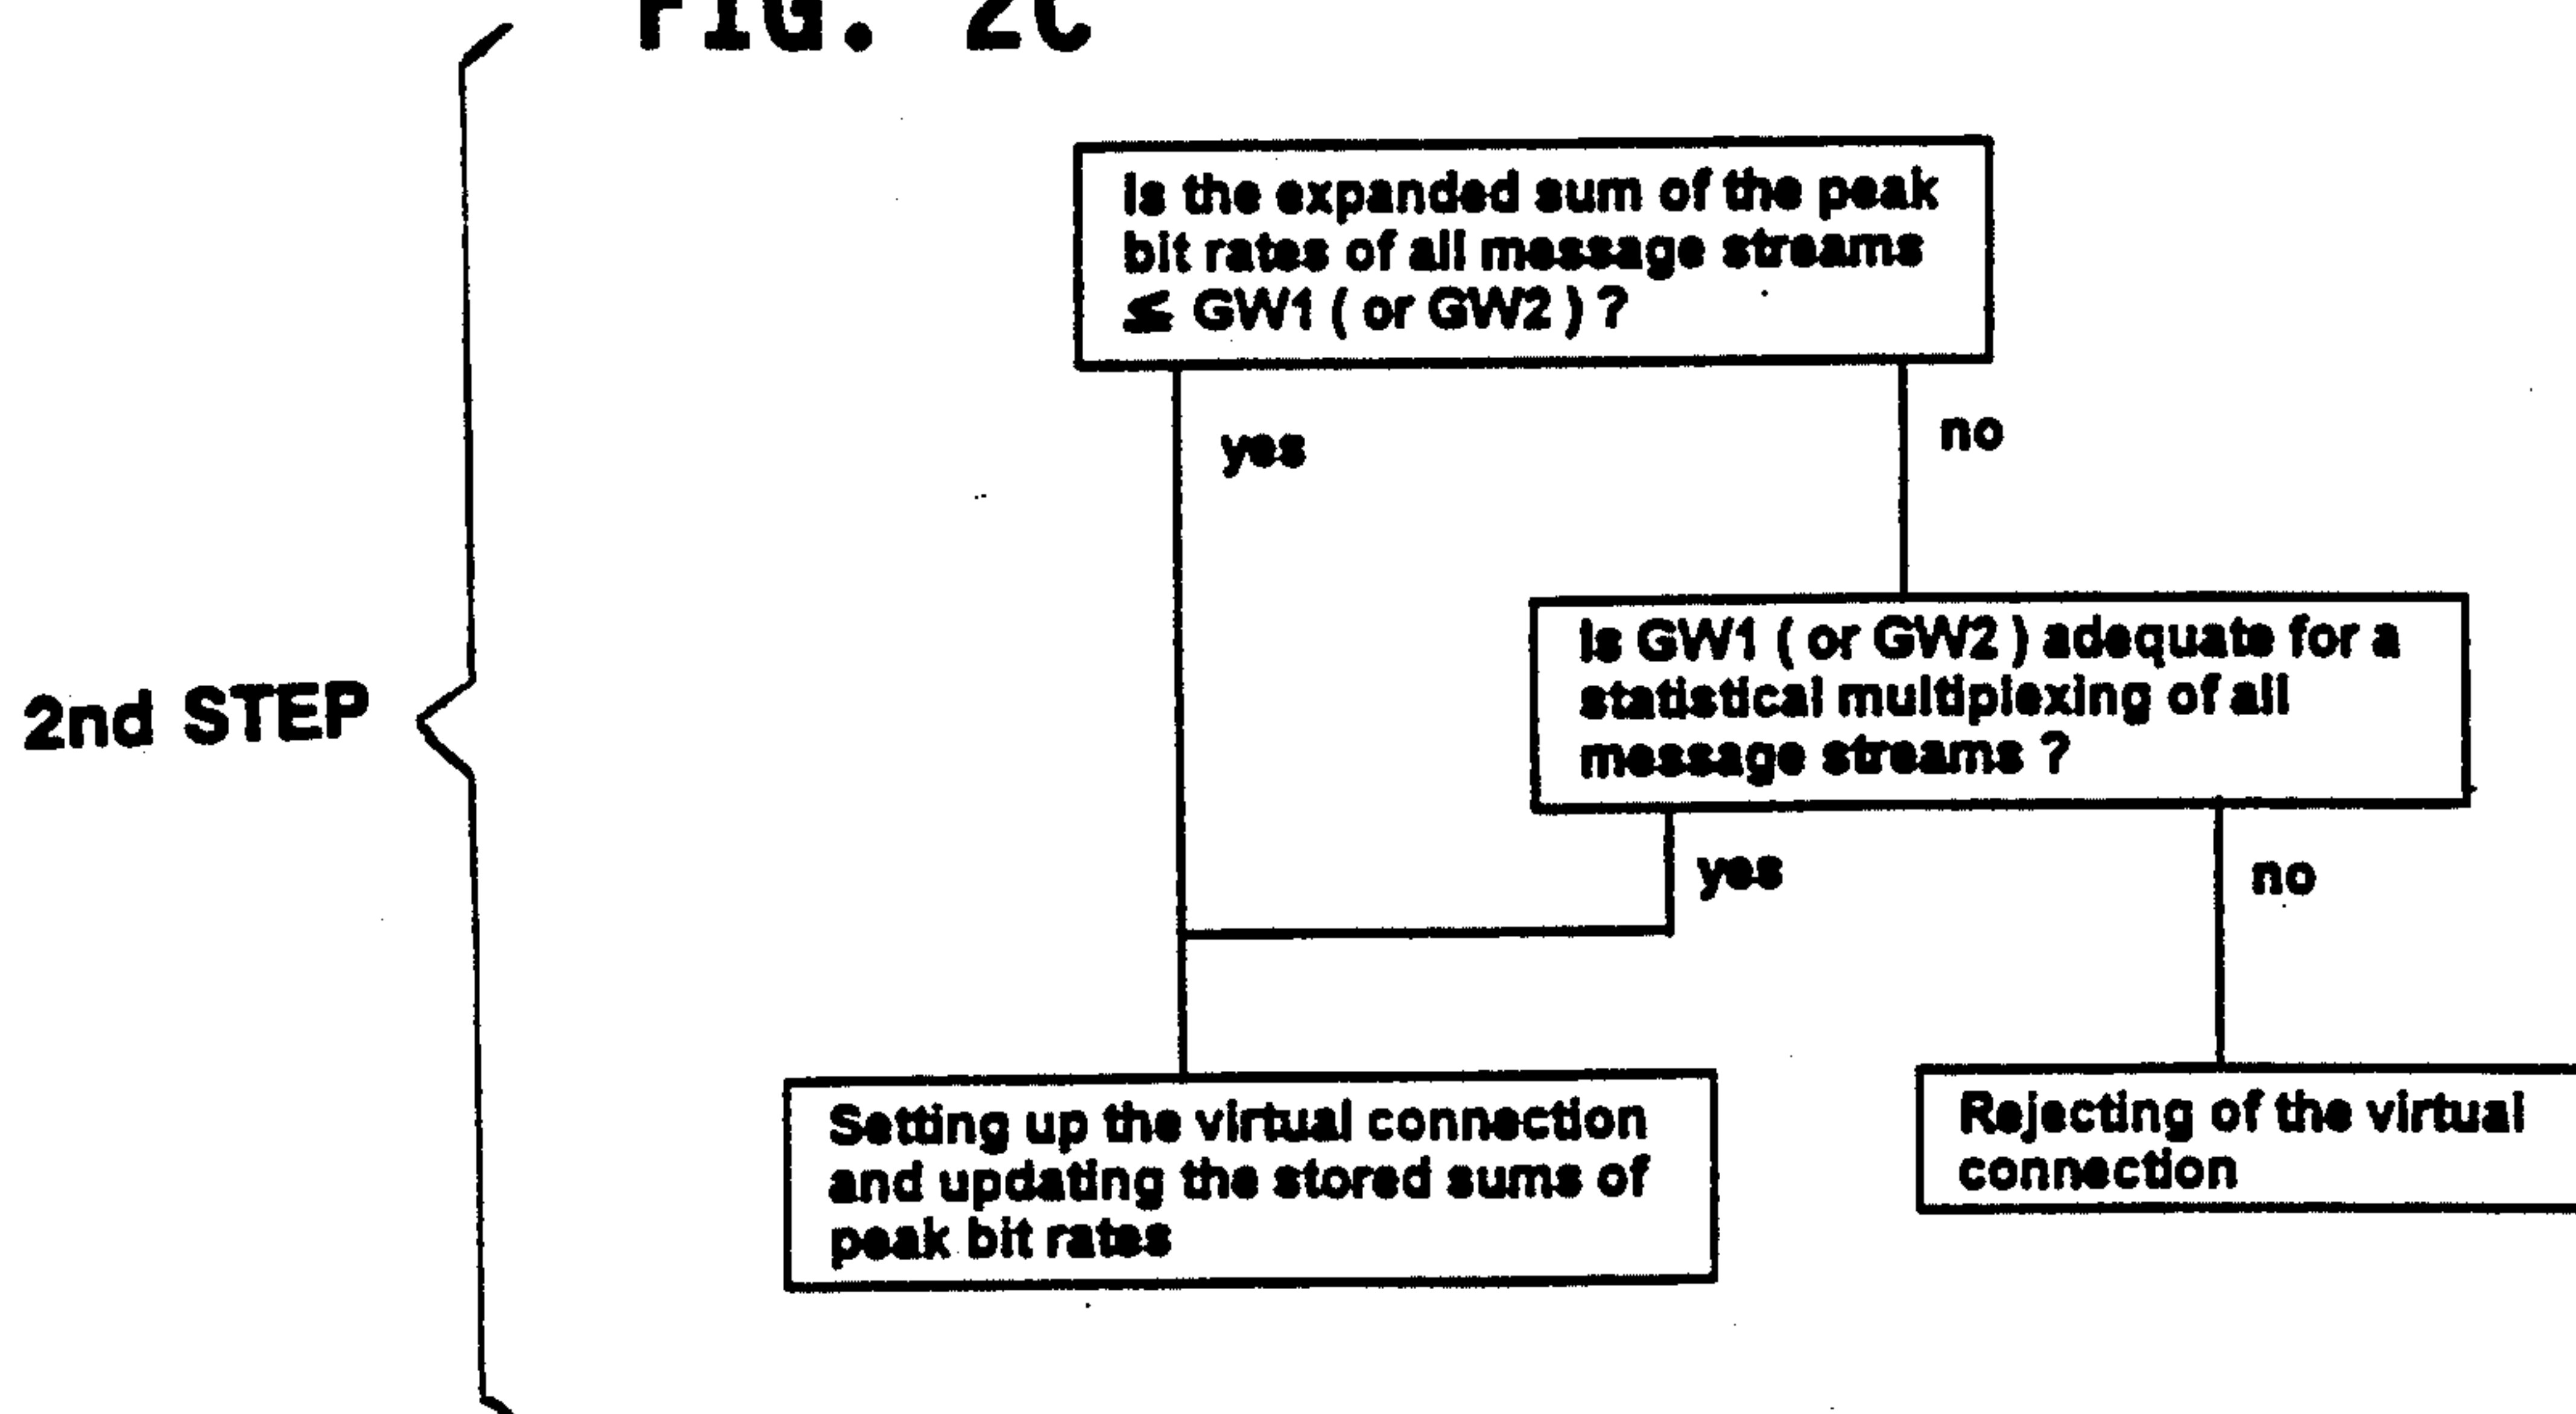 FIG. 2C
Is the expanded sum of the peak
bit rates of all message streams
≤ GW1 ( or GW2 ) ?
yes
no
Is GW1 ( or GW2 ) adequate for a
statistical multiplexing of all
message streams ?
2nd STEP
yes
no
Setting up the virtual connection
and updating the stored sums of
peak bit rates
Rejecting of the virtual
connection